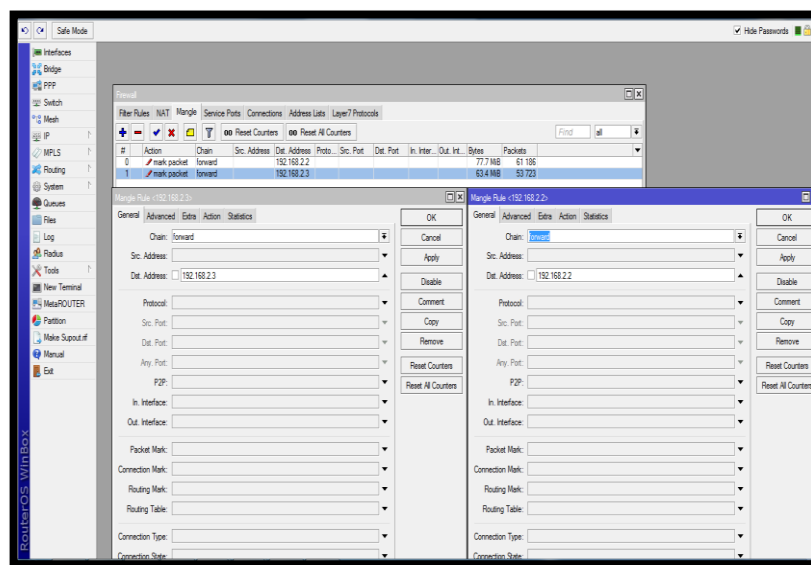 Safe Mode
Hide Passwords
Interfaces
Bridge
PPP
Switch
Mesh
IP
MPLS
Routing
System
Queues
Files
Log
Radius
Tools
New Terminal
MetaROUTER
Partition
Make Supout.rif
Manual
Exit
RouterOS WinBox
Firewall
Filter Rules NAT Mangle Service Ports Connections Address Lists Layer7 Protocols
00 Reset Counters 00 Reset All Counters Find all
# Action Chain Src. Address Dst. Address Proto... Src. Port Dst. Port In. Inter... Out. Int... Bytes Packets
0 mark packet forward 192.168.2.2 77.7 MiB 61 186
1 mark packet forward 192.168.2.3 63.4 MiB 53 723
Mangle Rule <192.168.2.3>
General Advanced Extra Action Statistics
Chain: forward
Src. Address:
Dst. Address: 192.168.2.3
Protocol:
Src. Port:
Dst. Port:
Any. Port:
P2P:
In. Interface:
Out. Interface:
Packet Mark:
Connection Mark:
Routing Mark:
Routing Table:
Connection Type:
Connection State:
OK
Cancel
Apply
Disable
Comment
Copy
Remove
Reset Counters
Reset All Counters
Mangle Rule <192.168.2.2>
General Advanced Extra Action Statistics
Chain: forward
Src. Address:
Dst. Address: 192.168.2.2
Protocol:
Src. Port:
Dst. Port:
Any. Port:
P2P:
In. Interface:
Out. Interface:
Packet Mark:
Connection Mark:
Routing Mark:
Routing Table:
Connection Type:
Connection State:
OK
Cancel
Apply
Disable
Comment
Copy
Remove
Reset Counters
Reset All Counters